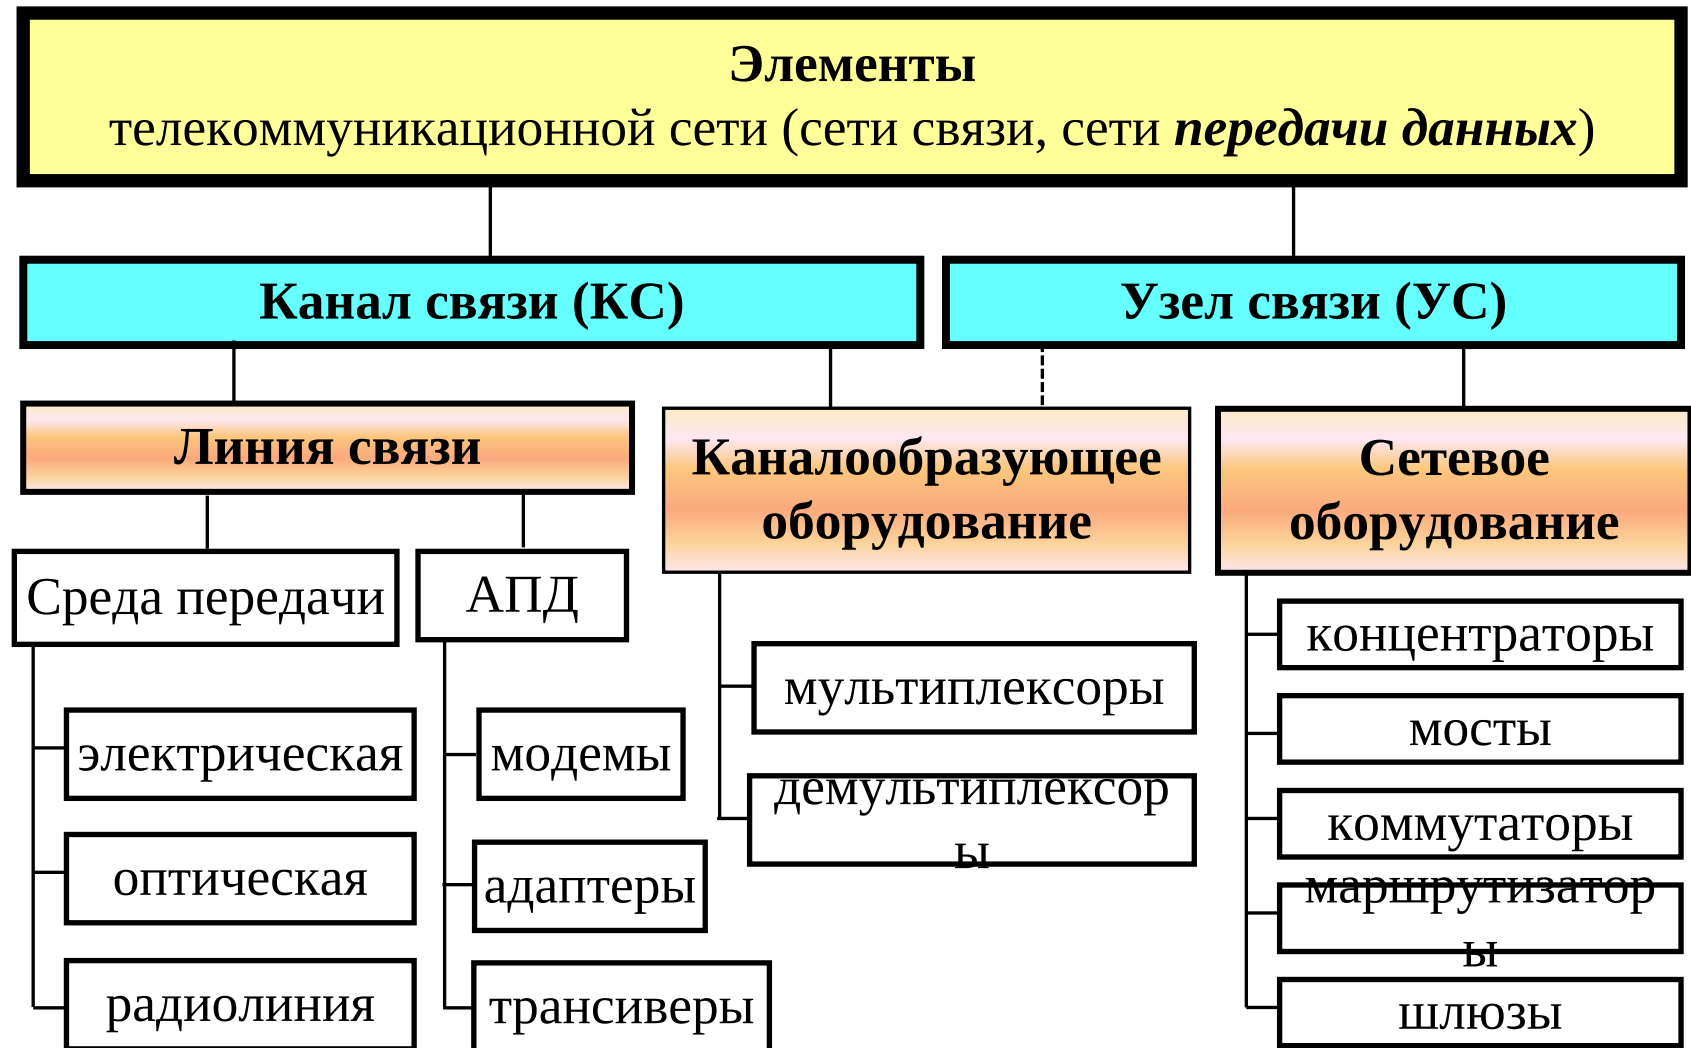 Элементы
телекоммуникационной сети (сети связи, сети передачи данных)
Канал связи (КС)
Узел связи (УС)
Линия связи
Каналообразующее
оборудование
Сетевое
оборудование
Среда передачи
АПД
электрическая
оптическая
радиолиния
модемы
адаптеры
трансиверы
мультиплексоры
демультиплексор
ы
концентраторы
мосты
коммутаторы
маршрутизатор
ы
шлюзы